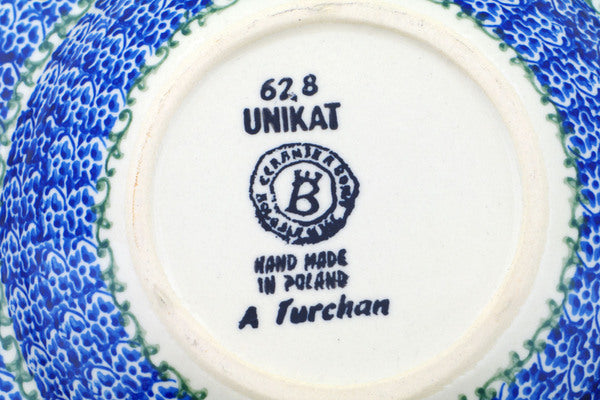 62,8
UNIKAT
B
HAND MADE
IN POLAND
A Turchan